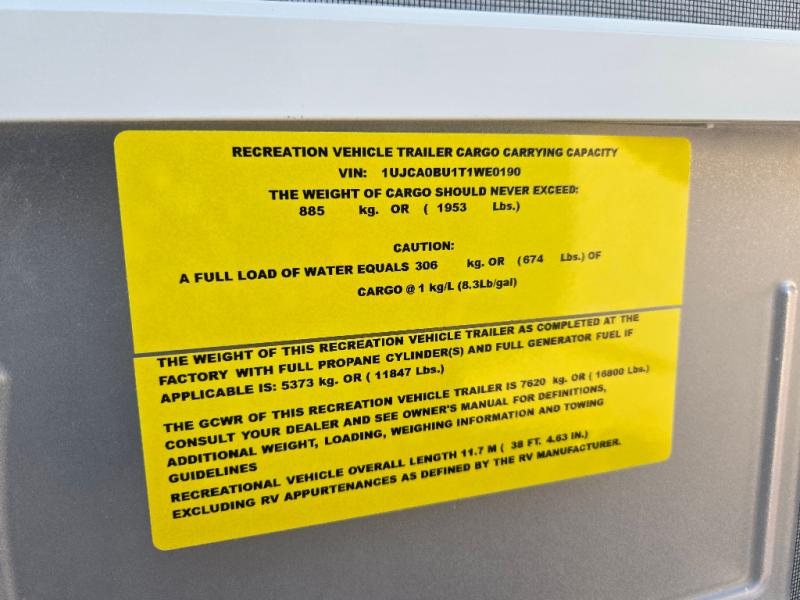 RECREATION VEHICLE TRAILER CARGO CARRYING CAPACITY
VIN: 1UJCA0BU1T1WE0190
THE WEIGHT OF CARGO SHOULD NEVER EXCEED:
885 kg. OR ( 1953 Lbs.)
CAUTION:
A FULL LOAD OF WATER EQUALS 306 kg. OR (674 Lbs.) OF
CARGO @ 1 kg/L (8.3Lb/gal)
THE WEIGHT OF THIS RECREATION VEHICLE TRAILER AS COMPLETED AT THE
FACTORY WITH FULL PROPANE CYLINDER(S) AND FULL GENERATOR FUEL IF
APPLICABLE IS: 5373 kg. OR ( 11847 Lbs.)
THE GCWR OF THIS RECREATION VEHICLE TRAILER IS 7620 kg. OR ( 16800 Lbs.)
CONSULT YOUR DEALER AND SEE OWNER'S MANUAL FOR DEFINITIONS,
ADDITIONAL WEIGHT, LOADING, WEIGHING INFORMATION AND TOWING
GUIDELINES
RECREATIONAL VEHICLE OVERALL LENGTH 11.7 M ( 38 FT. 4.63 IN.)
EXCLUDING RV APPURTENANCES AS DEFINED BY THE RV MANUFACTURER.